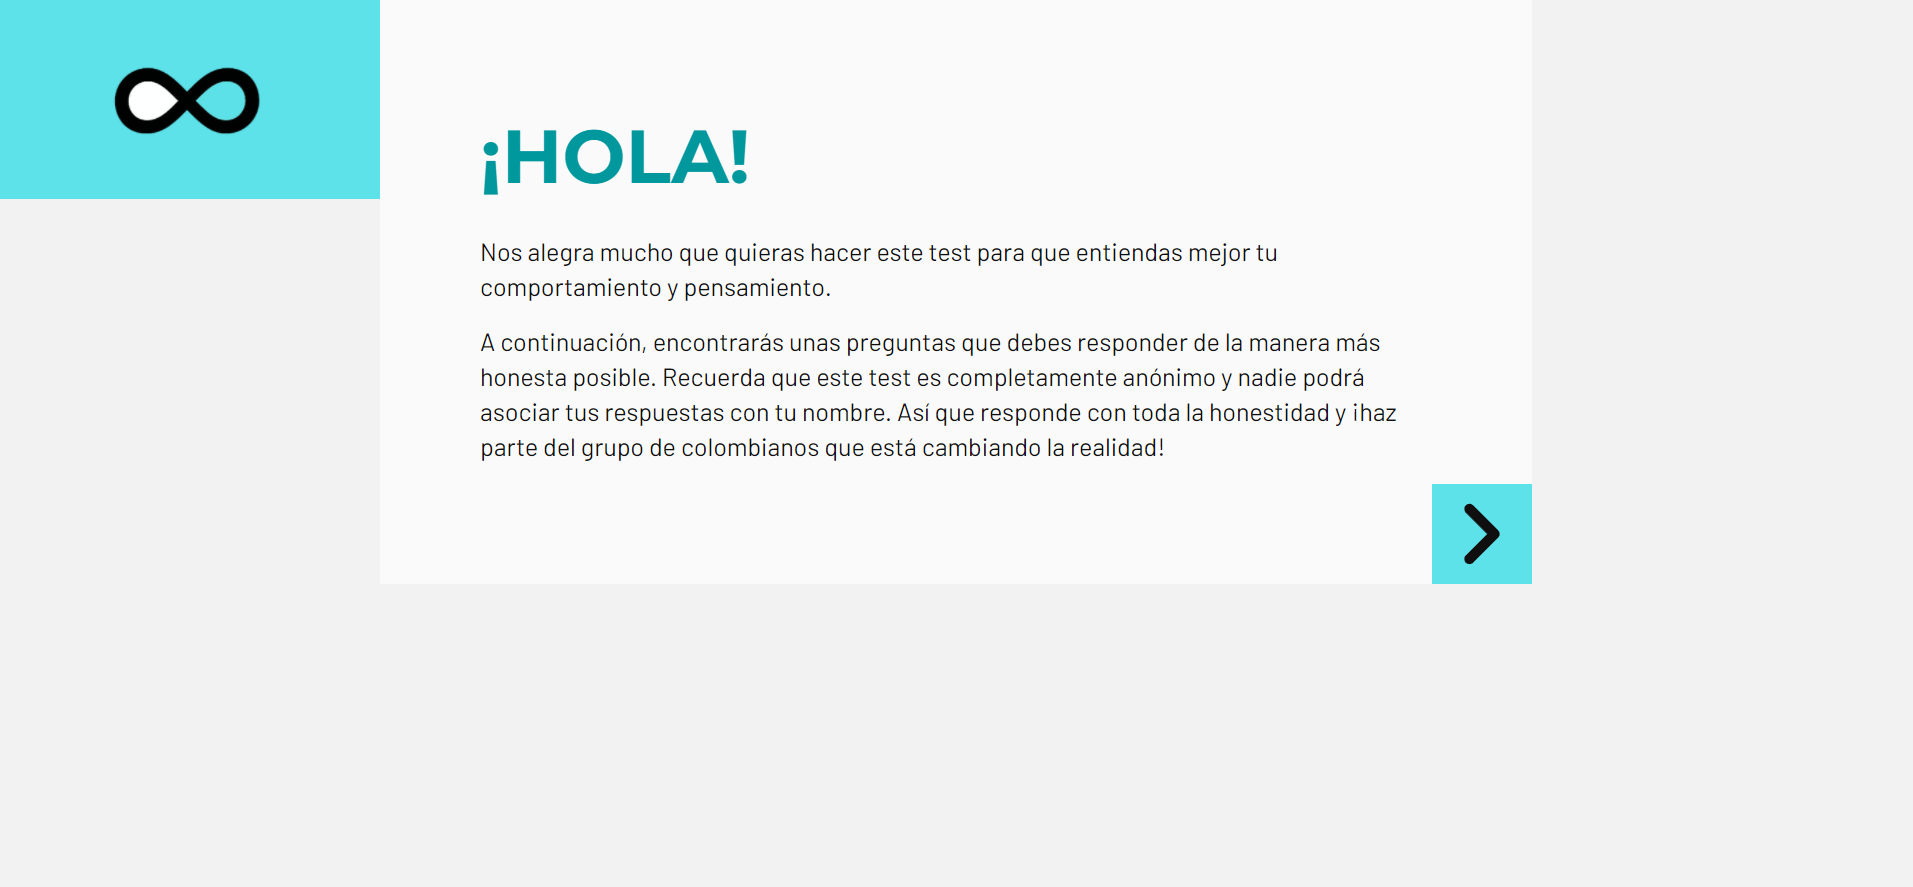 ¡HOLA!
Nos alegra mucho que quieras hacer este test para que entiendas mejor tu
comportamiento y pensamiento.
A continuación, encontrarás unas preguntas que debes responder de la manera más
honesta posible. Recuerda que este test es completamente anónimo y nadie podrá
asociar tus respuestas con tu nombre. Así que responde con toda la honestidad y ¡haz
parte del grupo de colombianos que está cambiando la realidad!